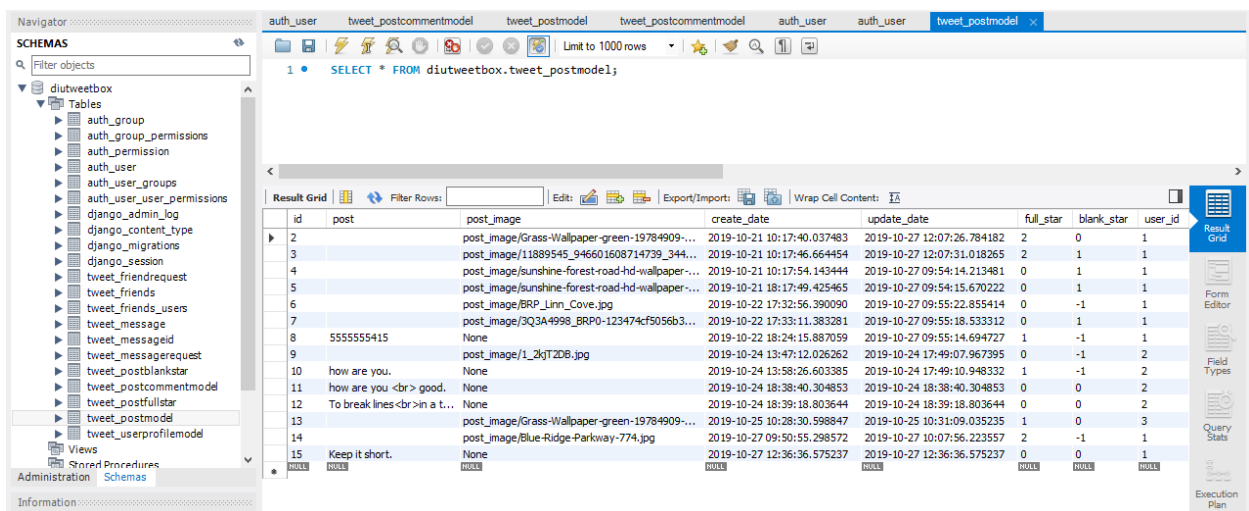 Navigator
SCHEMAS
Filter objects
diutweetbox
Tables
auth_group
auth_group_permissions
auth_permission
auth_user
auth_user_groups
auth_user_user_permissions
django_admin_log
django_content_type
django_migrations
django_session
tweet_friendrequest
tweet_friends
tweet_friends_users
tweet_message
tweet_messageid
tweet_messagerequest
tweet_postblankstar
tweet_postcommentmodel
tweet_postfullstar
tweet_postmodel
tweet_userprofilemodel
Views
Stored Procedures
Administration Schemas
Information
auth_user tweet_postcommentmodel tweet_postmodel tweet_postcommentmodel auth_user auth_user tweet_postmodel
Limit to 1000 rows
1 SELECT * FROM diutweetbox.tweet_postmodel;
Result Grid Filter Rows: Edit: Export/Import: Wrap Cell Content:
id post post_image create_date update_date full_star blank_star user_id
2 post_image/Grass-Wallpaper-green-19784909-... 2019-10-21 10:17:40.037483 2019-10-27 12:07:26.784182 2 0 1
3 post_image/11889545_946601608714739_344... 2019-10-21 10:17:46.664454 2019-10-27 12:07:31.018265 2 1 1
4 post_image/sunshine-forest-road-hd-wallpaper-... 2019-10-21 10:17:54.143444 2019-10-27 09:54:14.213481 0 1 1
5 post_image/sunshine-forest-road-hd-wallpaper-... 2019-10-21 18:17:49.425465 2019-10-27 09:54:15.670222 0 1 1
6 post_image/BRP_Linn_Cove.jpg 2019-10-22 17:32:56.390090 2019-10-27 09:55:22.855414 0 -1 1
7 post_image/3Q3A4998_BRP0-123474cf5056b3... 2019-10-22 17:33:11.383281 2019-10-27 09:55:18.533312 0 1 1
8 5555555415 None 2019-10-22 18:24:15.887059 2019-10-27 09:55:14.694727 1 -1 1
9 post_image/1_2kjT2DB.jpg 2019-10-24 13:47:12.026262 2019-10-24 17:49:07.967395 0 -1 2
10 how are you. None 2019-10-24 13:58:26.603385 2019-10-24 17:49:10.948332 1 -1 2
11 how are you <br> good. None 2019-10-24 18:38:40.304853 2019-10-24 18:38:40.304853 0 0 2
12 To break lines<br>in a t... None 2019-10-24 18:39:18.803644 2019-10-24 18:39:18.803644 0 0 2
13 post_image/Grass-Wallpaper-green-19784909-... 2019-10-25 10:28:30.598847 2019-10-25 10:31:09.035235 1 0 3
14 post_image/Blue-Ridge-Parkway-774.jpg 2019-10-27 09:50:55.298572 2019-10-27 10:07:56.223557 2 -1 1
15 Keep it short. None 2019-10-27 12:36:36.575237 2019-10-27 12:36:36.575237 0 0 1
NULL NULL NULL NULL NULL NULL NULL NULL
Result
Grid
Form
Editor
Field
Types
Query
Stats
Execution
Plan